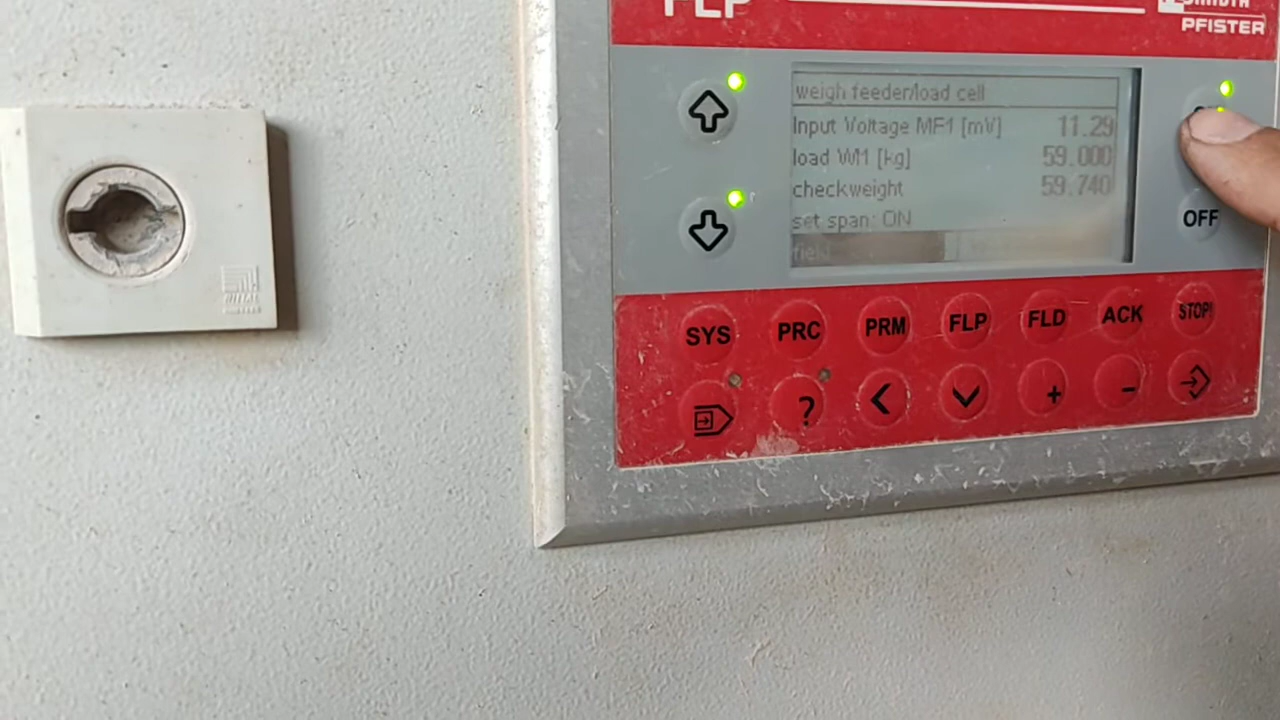 FLP
PFISTER
weigh feeder/load cell
Input Voltage MF1 [mV] 11.29
load WI1 [kg] 59.000
checkweight 59.740
set span: ON
field
OFF
SYS PRC PRM FLP FLD ACK STOP!
? + -